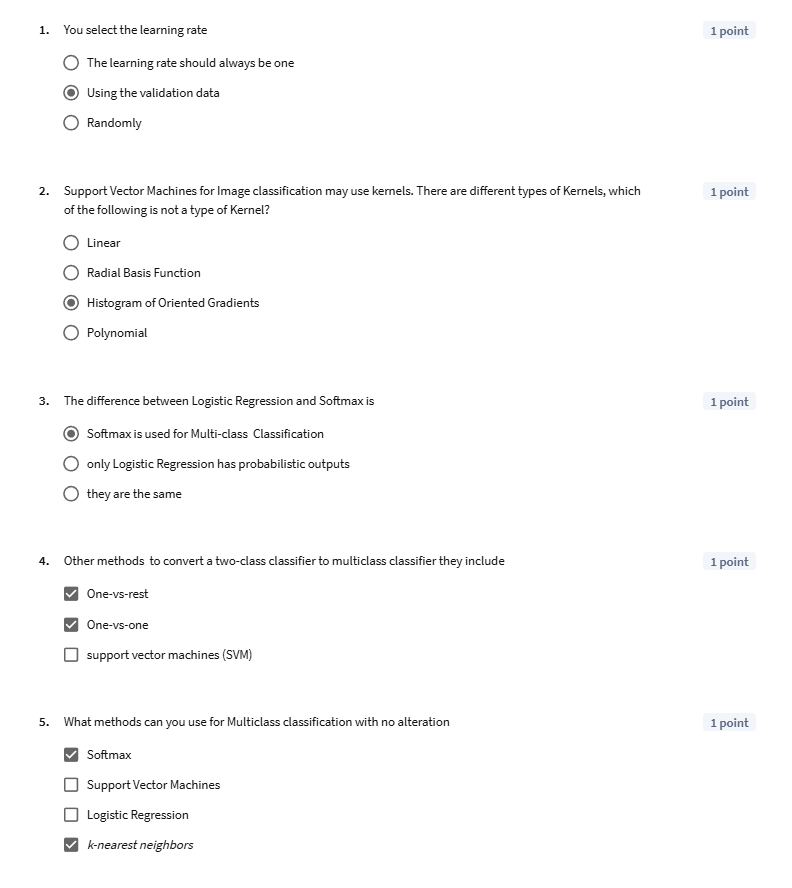 1. You select the learning rate 1 point
The learning rate should always be one
Using the validation data
Randomly
2. Support Vector Machines for Image classification may use kernels. There are different types of Kernels, which 1 point
of the following is not a type of Kernel?
Linear
Radial Basis Function
Histogram of Oriented Gradients
Polynomial
3. The difference between Logistic Regression and Softmax is 1 point
Softmax is used for Multi-class Classification
only Logistic Regression has probabilistic outputs
they are the same
4. Other methods to convert a two-class classifier to multiclass classifier they include 1 point
One-vs-rest
One-vs-one
support vector machines (SVM)
5. What methods can you use for Multiclass classification with no alteration 1 point
Softmax
Support Vector Machines
Logistic Regression
k-nearest neighbors